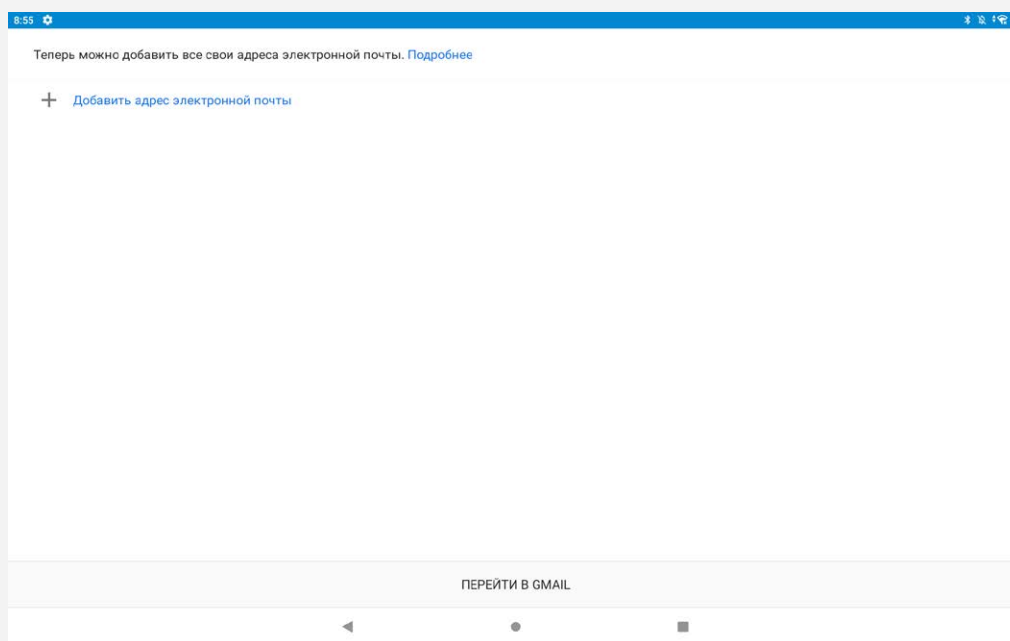 8:55
Теперь можно добавить все свои адреса электронной почты. Подробнее
Добавить адрес электронной почты
ПЕРЕЙТИ В GMAIL